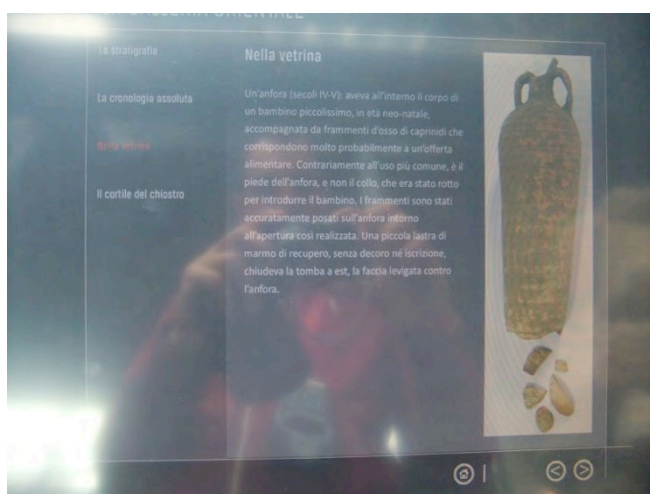 GALLERIA ORIENTALE
La stratigrafia
La cronologia assoluta
Nella vetrina
Il cortile del chiostro
Nella vetrina
Un'anfora (secoli IV-V): aveva all'interno il corpo di
un bambino piccolissimo, in età neo-natale,
accompagnata da frammenti d'osso di caprinidi che
corrispondono molto probabilmente a un'offerta
alimentare. Contrariamente all'uso più comune, è il
piede dell'anfora, e non il collo, che era stato rotto
per introdurre il bambino. I frammenti sono stati
accuratamente posati sull'anfora intorno
all'apertura così realizzata. Una piccola lastra di
marmo di recupero, senza decoro né iscrizione,
chiudeva la tomba a est, la faccia levigata contro
l'anfora.